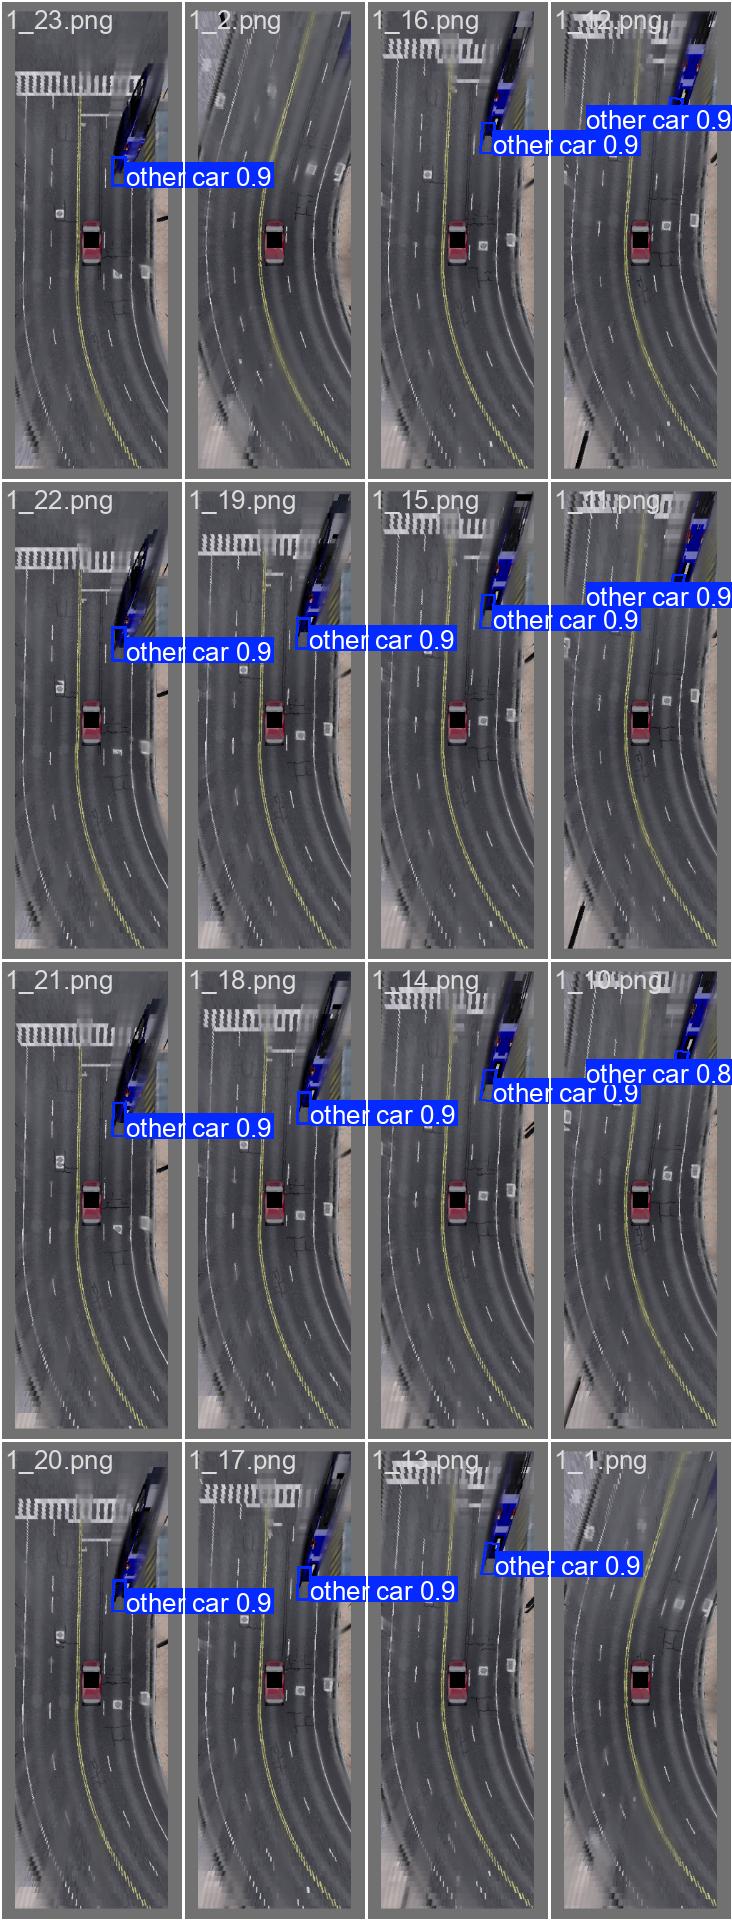 1_23.png
1_2.png
1_16.png
1_12.png
other car 0.9
other car 0.9
other car 0.9
1_22.png
1_19.png
1_15.png
1_11.png
other car 0.9
other car 0.9
other car 0.9
other car 0.9
1_21.png
1_18.png
1_14.png
1_10.png
other car 0.9
other car 0.9
other car 0.9
other car 0.8
1_20.png
1_17.png
1_13.png
1_1.png
other car 0.9
other car 0.9
other car 0.9